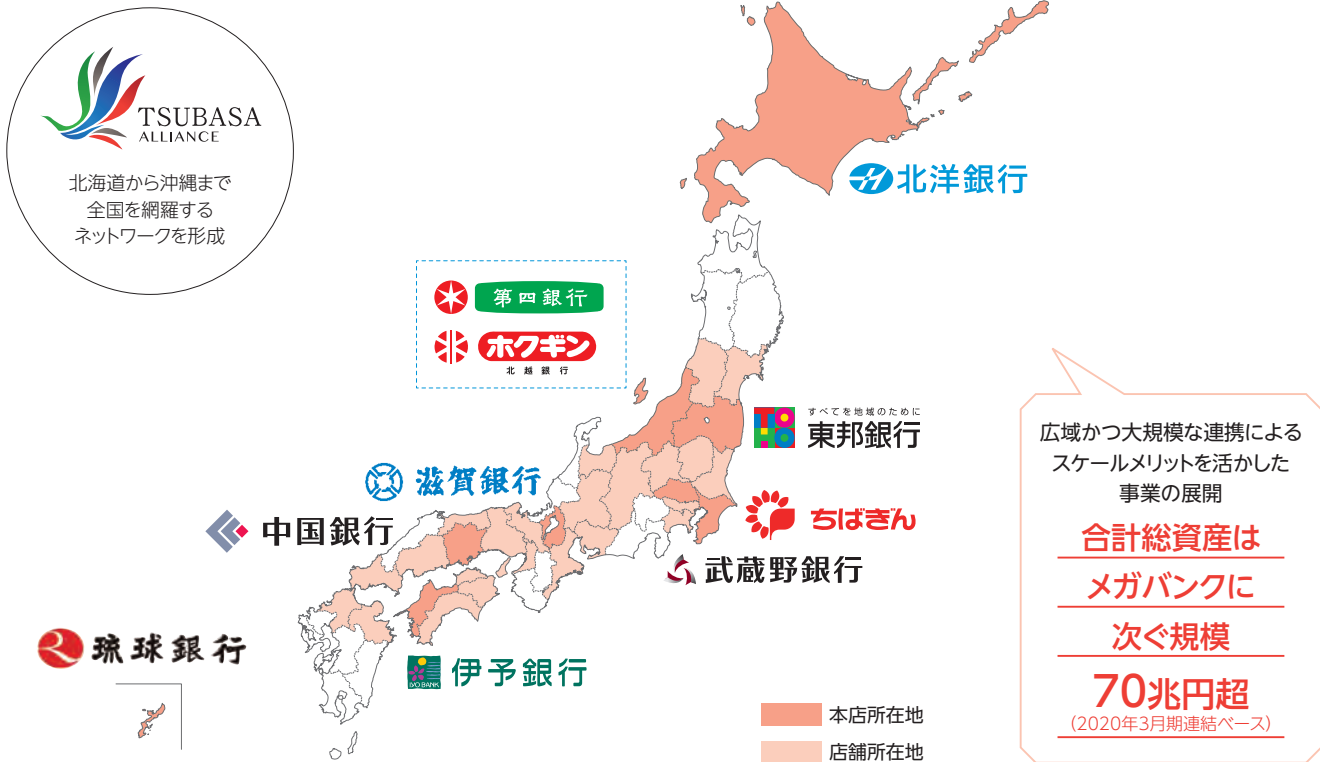 TSUBASA
ALLIANCE
北海道から沖縄まで
全国を網羅する
ネットワークを形成
北洋銀行
第四銀行
ホクギン
北越銀行
TOHO
すべてを地域のために
東邦銀行
滋賀銀行
中国銀行
ちばぎん
武蔵野銀行
琉球銀行
IYO BANK
伊予銀行
本店所在地
店舗所在地
広域かつ大規模な連携による
スケールメリットを活かした
事業の展開
合計総資産は
メガバンクに
次ぐ規模
70兆円超
(2020年3月期連結ベース)